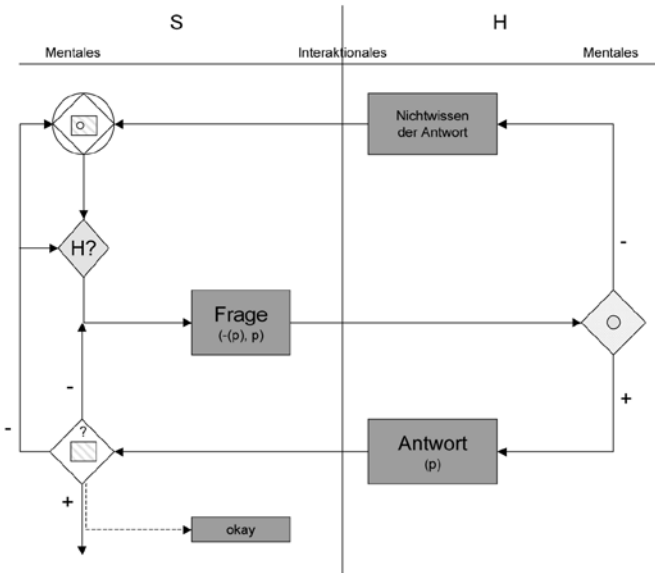 S
H
Mentales
Interaktionales
Mentales
Nichtwissen
der Antwort
H?
-
Frage
(-(p), p)
-
+
-
?
Antwort
(p)
+
okay